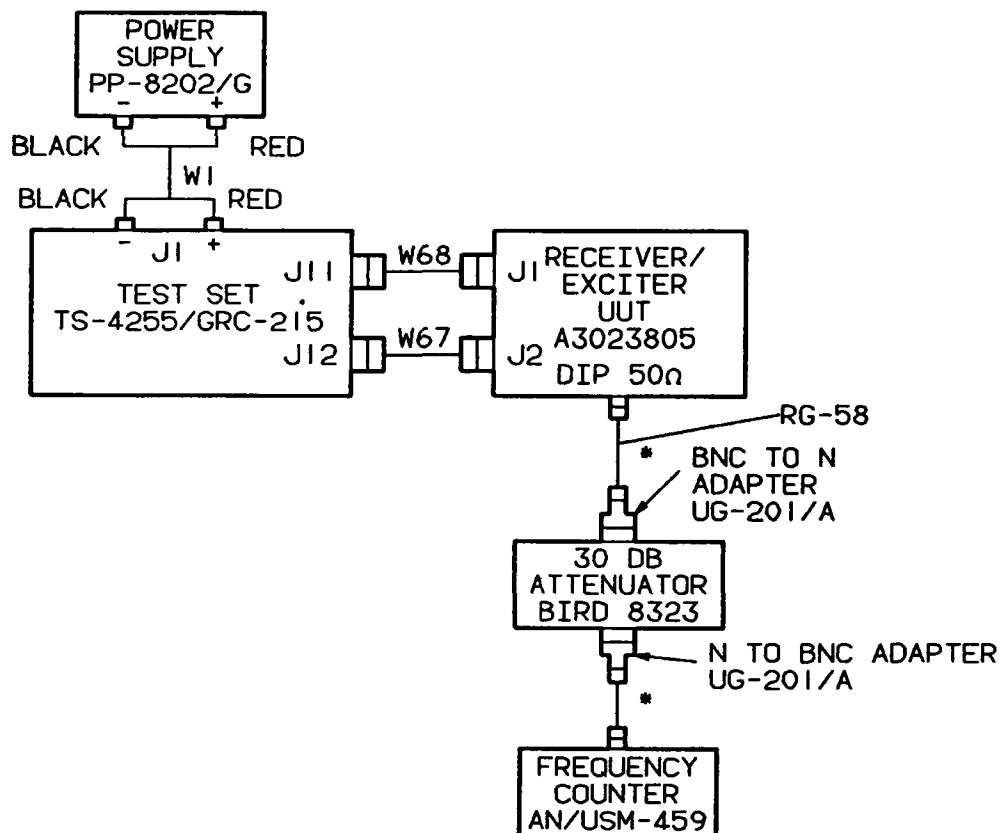 POWER
SUPPLY
PP-8202/G
- +
BLACK RED
W1
BLACK RED
- J1 +
TEST SET
TS-4255/GRC-215
J11
J12
W68
W67
J1
J2
RECEIVER/
EXCITER
UUT
A3023805
DIP 50Ω
RG-58
*
BNC TO N
ADAPTER
UG-201/A
30 DB
ATTENUATOR
BIRD 8323
N TO BNC ADAPTER
UG-201/A
*
FREQUENCY
COUNTER
AN/USM-459